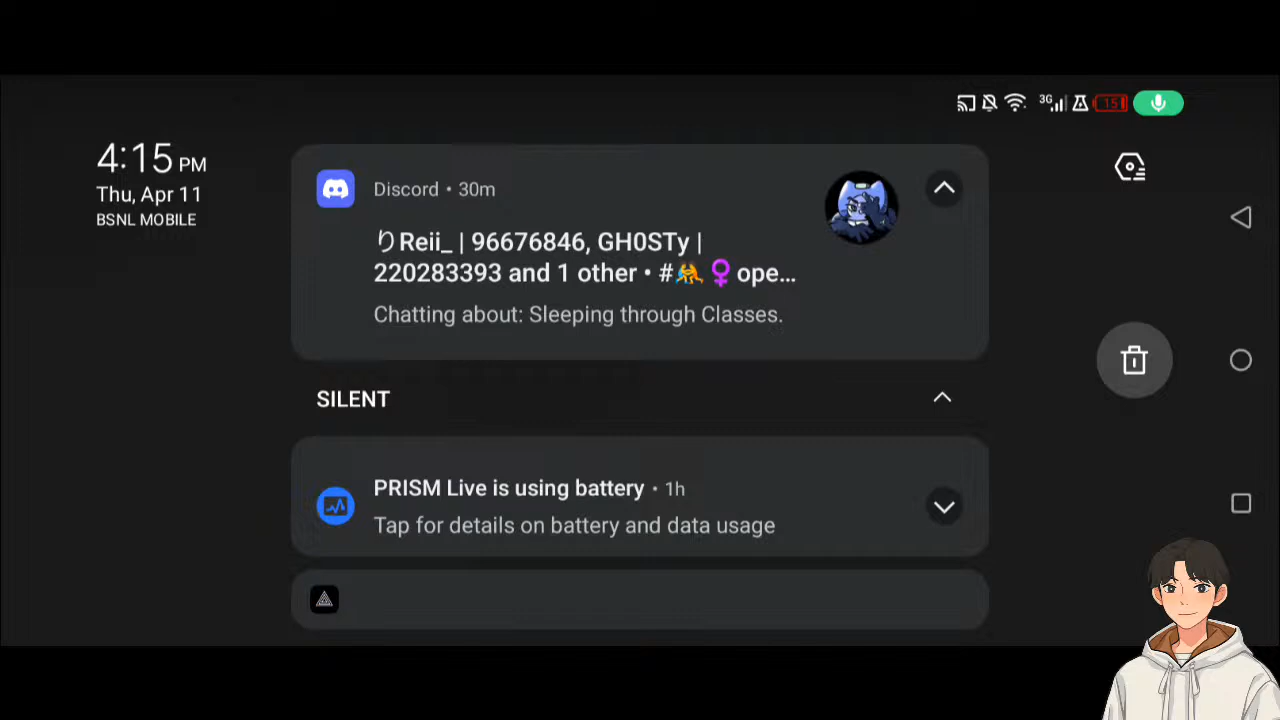 3G 15
4:15 PM
Thu, Apr 11
BSNL MOBILE
Discord • 30m
りReii_ | 96676846, GH0STy |
220283393 and 1 other • #🤼♀️ope…
Chatting about: Sleeping through Classes.
SILENT
PRISM Live is using battery • 1h
Tap for details on battery and data usage